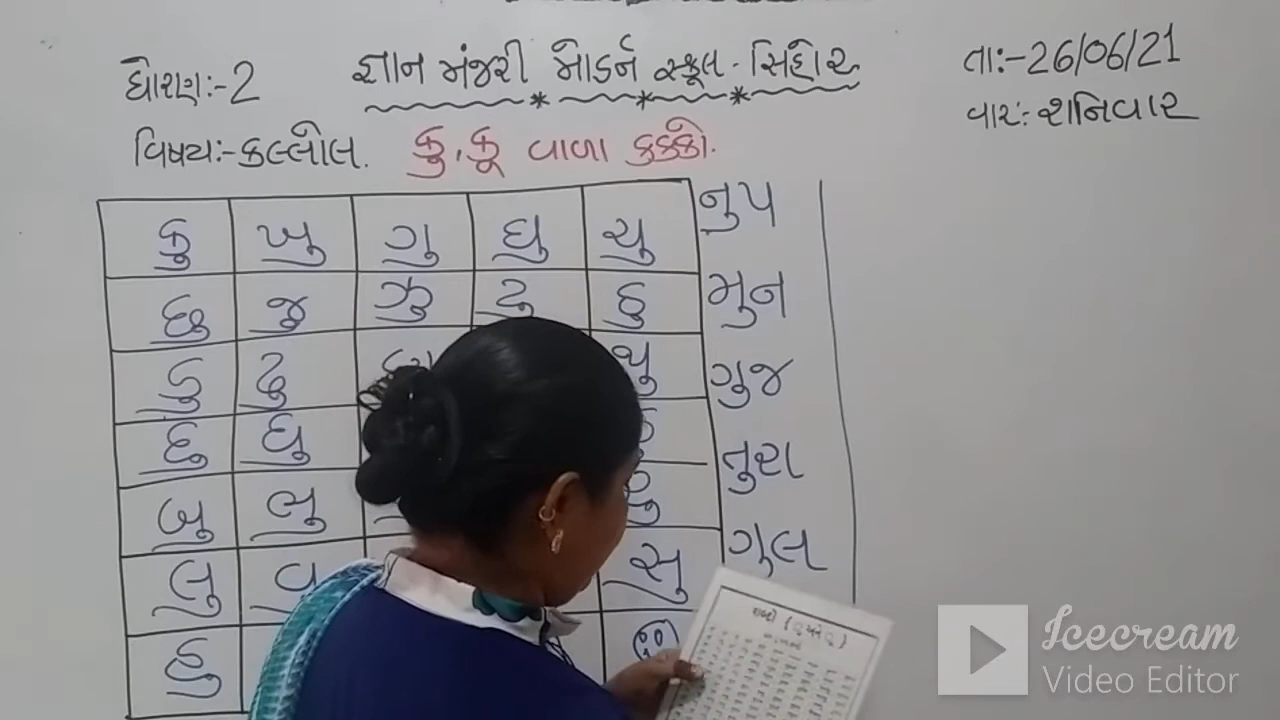 ધોરણ:-2
જ્ઞાન મંજરી મોડર્ન સ્કૂલ - સિહોર
તા:-26/06/21
વાર:- શનિવાર
વિષય:- કલ્લોલ.
કુ, કૂ વાળા કક્કો.
કુ ખુ ગુ ઘુ ચુ
છુ જુ ઝુ ટુ ઠુ
ડુ ઢુ થુ
દુ ધુ
બુ ભુ
લુ સુ
હુ
નુપ
મુન
ગુજ
તુરા
ગુલ
Icecream
Video Editor